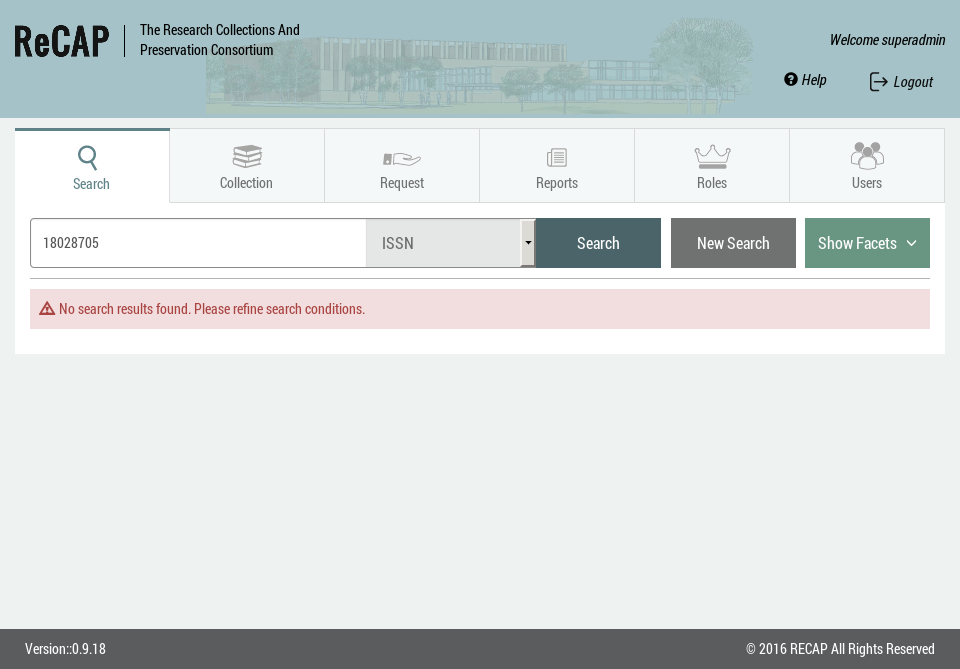 ReCAP
The Research Collections And
Preservation Consortium
Welcome superadmin
Help
Logout
Search
Collection
Request
Reports
Roles
Users
18028705
ISSN
Search
New Search
Show Facets
No search results found. Please refine search conditions.
Version::0.9.18
© 2016 RECAP All Rights Reserved